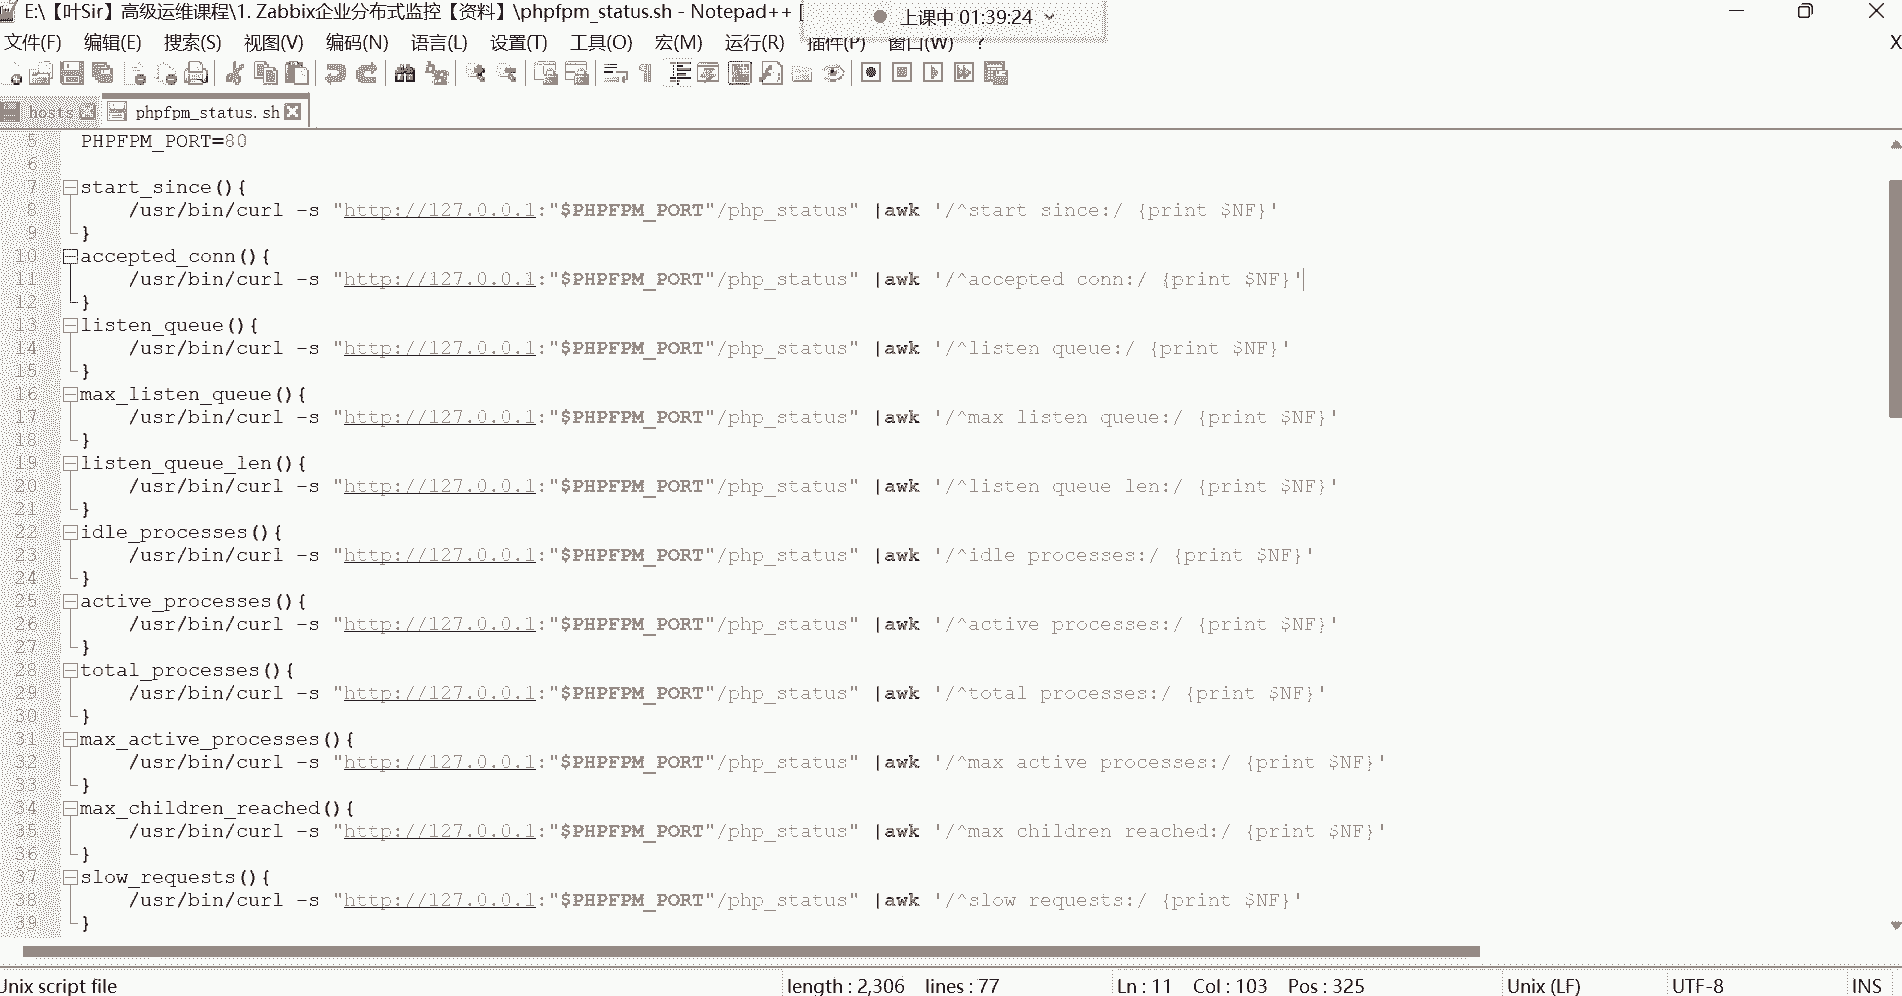 E:\【叶Sir】高级运维课程\1. Zabbix企业分布式监控【资料】\phpfpm_status.sh - Notepad++ [
上课中 01:39:24
文件(F) 编辑(E) 搜索(S) 视图(V) 编码(N) 语言(L) 设置(T) 工具(O) 宏(M) 运行(R) 插件(P) 窗口(W) ? X
hosts phpfpm_status.sh
5 PHPFPM_PORT=80
6
7 start_since(){
8 /usr/bin/curl -s "http://127.0.0.1:"$PHPFPM_PORT"/php_status" |awk '/^start since:/ {print $NF}'
9 }
10 accepted_conn(){
11 /usr/bin/curl -s "http://127.0.0.1:"$PHPFPM_PORT"/php_status" |awk '/^accepted conn:/ {print $NF}'
12 }
13 listen_queue(){
14 /usr/bin/curl -s "http://127.0.0.1:"$PHPFPM_PORT"/php_status" |awk '/^listen queue:/ {print $NF}'
15 }
16 max_listen_queue(){
17 /usr/bin/curl -s "http://127.0.0.1:"$PHPFPM_PORT"/php_status" |awk '/^max listen queue:/ {print $NF}'
18 }
19 listen_queue_len(){
20 /usr/bin/curl -s "http://127.0.0.1:"$PHPFPM_PORT"/php_status" |awk '/^listen queue len:/ {print $NF}'
21 }
22 idle_processes(){
23 /usr/bin/curl -s "http://127.0.0.1:"$PHPFPM_PORT"/php_status" |awk '/^idle processes:/ {print $NF}'
24 }
25 active_processes(){
26 /usr/bin/curl -s "http://127.0.0.1:"$PHPFPM_PORT"/php_status" |awk '/^active processes:/ {print $NF}'
27 }
28 total_processes(){
29 /usr/bin/curl -s "http://127.0.0.1:"$PHPFPM_PORT"/php_status" |awk '/^total processes:/ {print $NF}'
30 }
31 max_active_processes(){
32 /usr/bin/curl -s "http://127.0.0.1:"$PHPFPM_PORT"/php_status" |awk '/^max active processes:/ {print $NF}'
33 }
34 max_children_reached(){
35 /usr/bin/curl -s "http://127.0.0.1:"$PHPFPM_PORT"/php_status" |awk '/^max children reached:/ {print $NF}'
36 }
37 slow_requests(){
38 /usr/bin/curl -s "http://127.0.0.1:"$PHPFPM_PORT"/php_status" |awk '/^slow requests:/ {print $NF}'
39 }
Unix script file length : 2,306 lines : 77 Ln : 11 Col : 103 Pos : 325 Unix (LF) UTF-8 INS